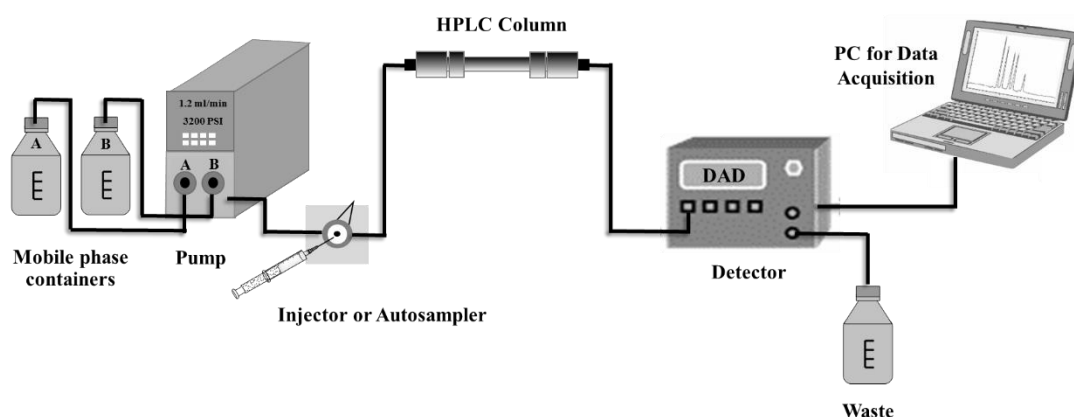 HPLC Column
PC for Data
Acquisition
1.2 ml/min
3200 PSI
A
B
A
B
DAD
Mobile phase
containers
Pump
Injector or Autosampler
Detector
Waste